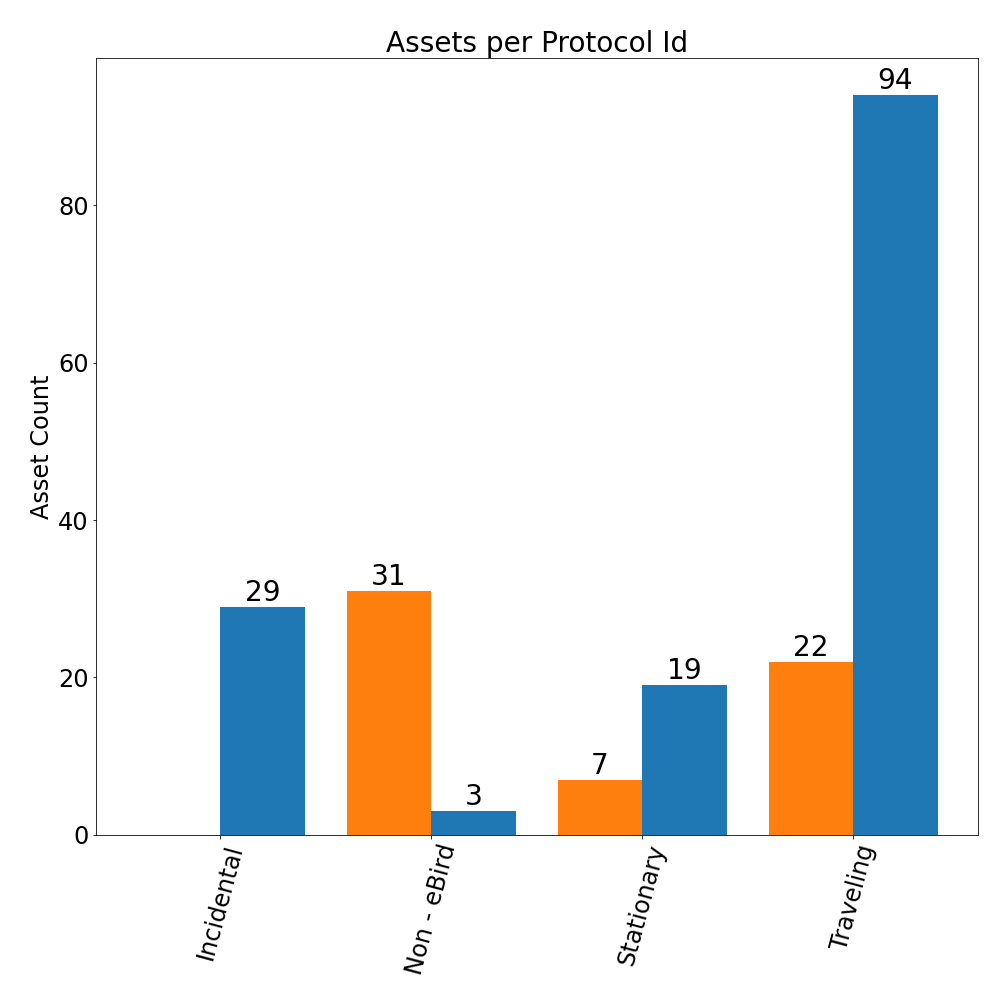 Assets per Protocol Id
94
80
60
Asset Count
40
31
29
22
20
19
7
3
0
Incidental
Non - eBird
Stationary
Traveling